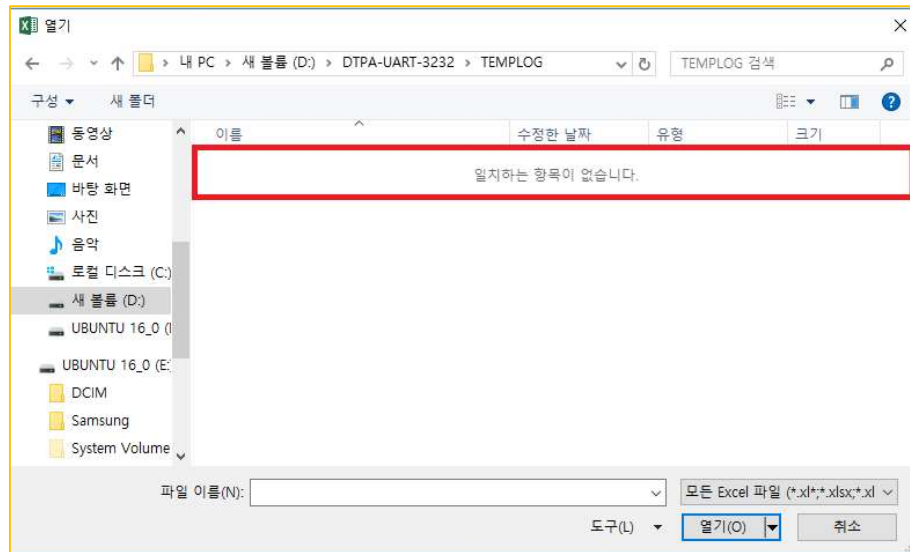 열기
내 PC > 새 볼륨 (D:) > DTPA-UART-3232 > TEMPLOG
TEMPLOG 검색
구성 새 폴더
이름 수정한 날짜 유형 크기
일치하는 항목이 없습니다.
동영상
문서
바탕 화면
사진
음악
로컬 디스크 (C:)
새 볼륨 (D:)
UBUNTU 16_0 (
UBUNTU 16_0 (E:
DCIM
Samsung
System Volume
파일 이름(N):
모든 Excel 파일 (*.xl*;*.xlsx;*.xl
도구(L) 열기(O) 취소